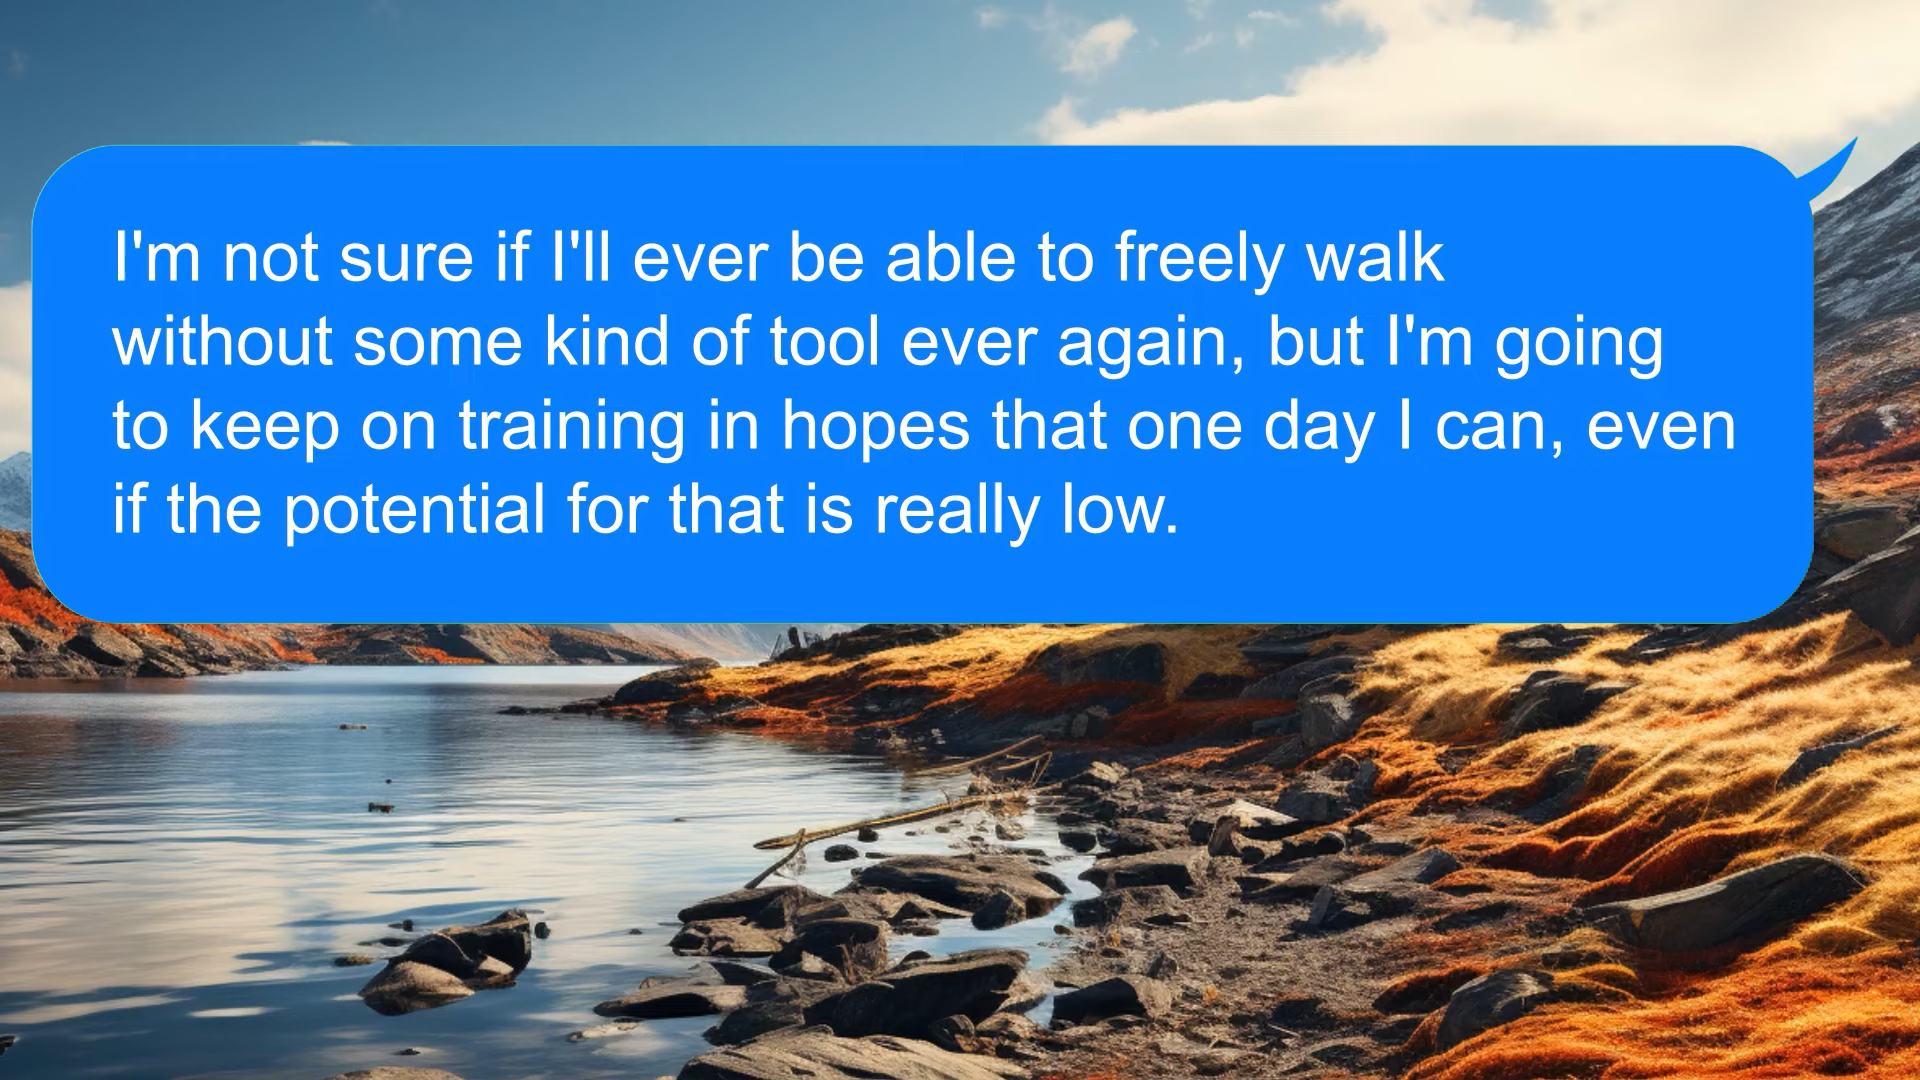 I'm not sure if I'll ever be able to freely walk
without some kind of tool ever again, but I'm going
to keep on training in hopes that one day I can, even
if the potential for that is really low.